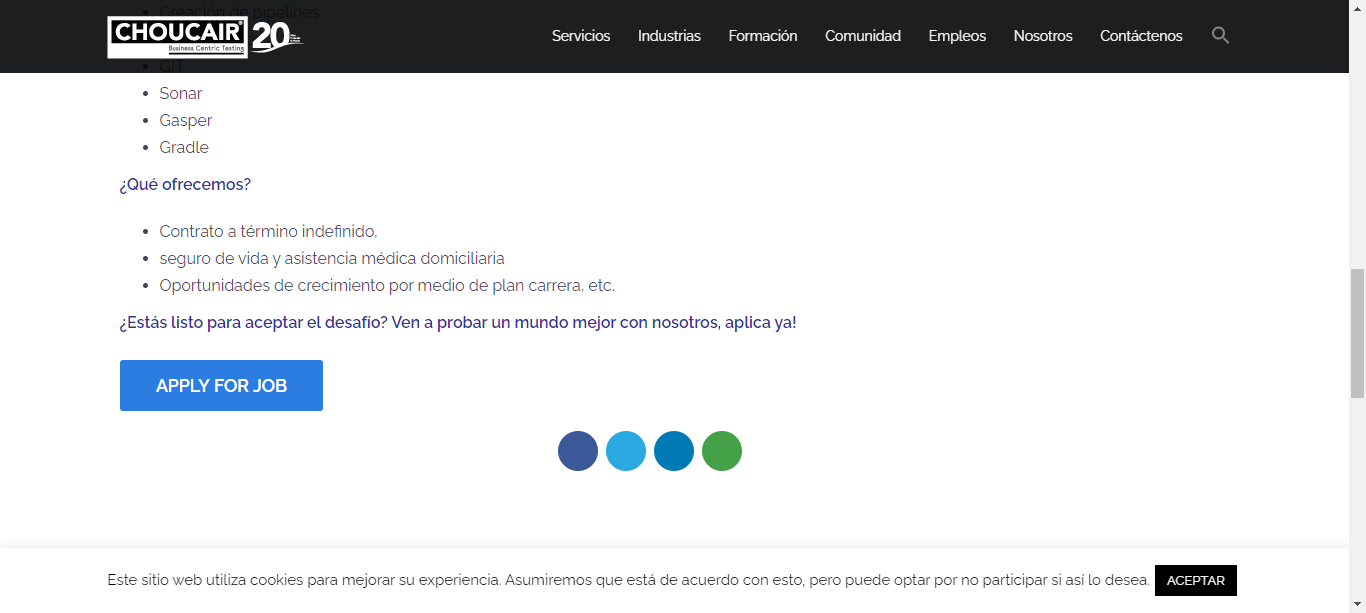 Creación de pipelines
CHOUCAIR® 20
Business Centric Testing
Servicios Industrias Formación Comunidad Empleos Nosotros Contáctenos
GIT
Sonar
Gasper
Gradle
¿Qué ofrecemos?
Contrato a término indefinido,
seguro de vida y asistencia médica domiciliaria
Oportunidades de crecimiento por medio de plan carrera, etc.
¿Estás listo para aceptar el desafío? Ven a probar un mundo mejor con nosotros, aplica ya!
APPLY FOR JOB
Este sitio web utiliza cookies para mejorar su experiencia. Asumiremos que está de acuerdo con esto, pero puede optar por no participar si así lo desea. ACEPTAR